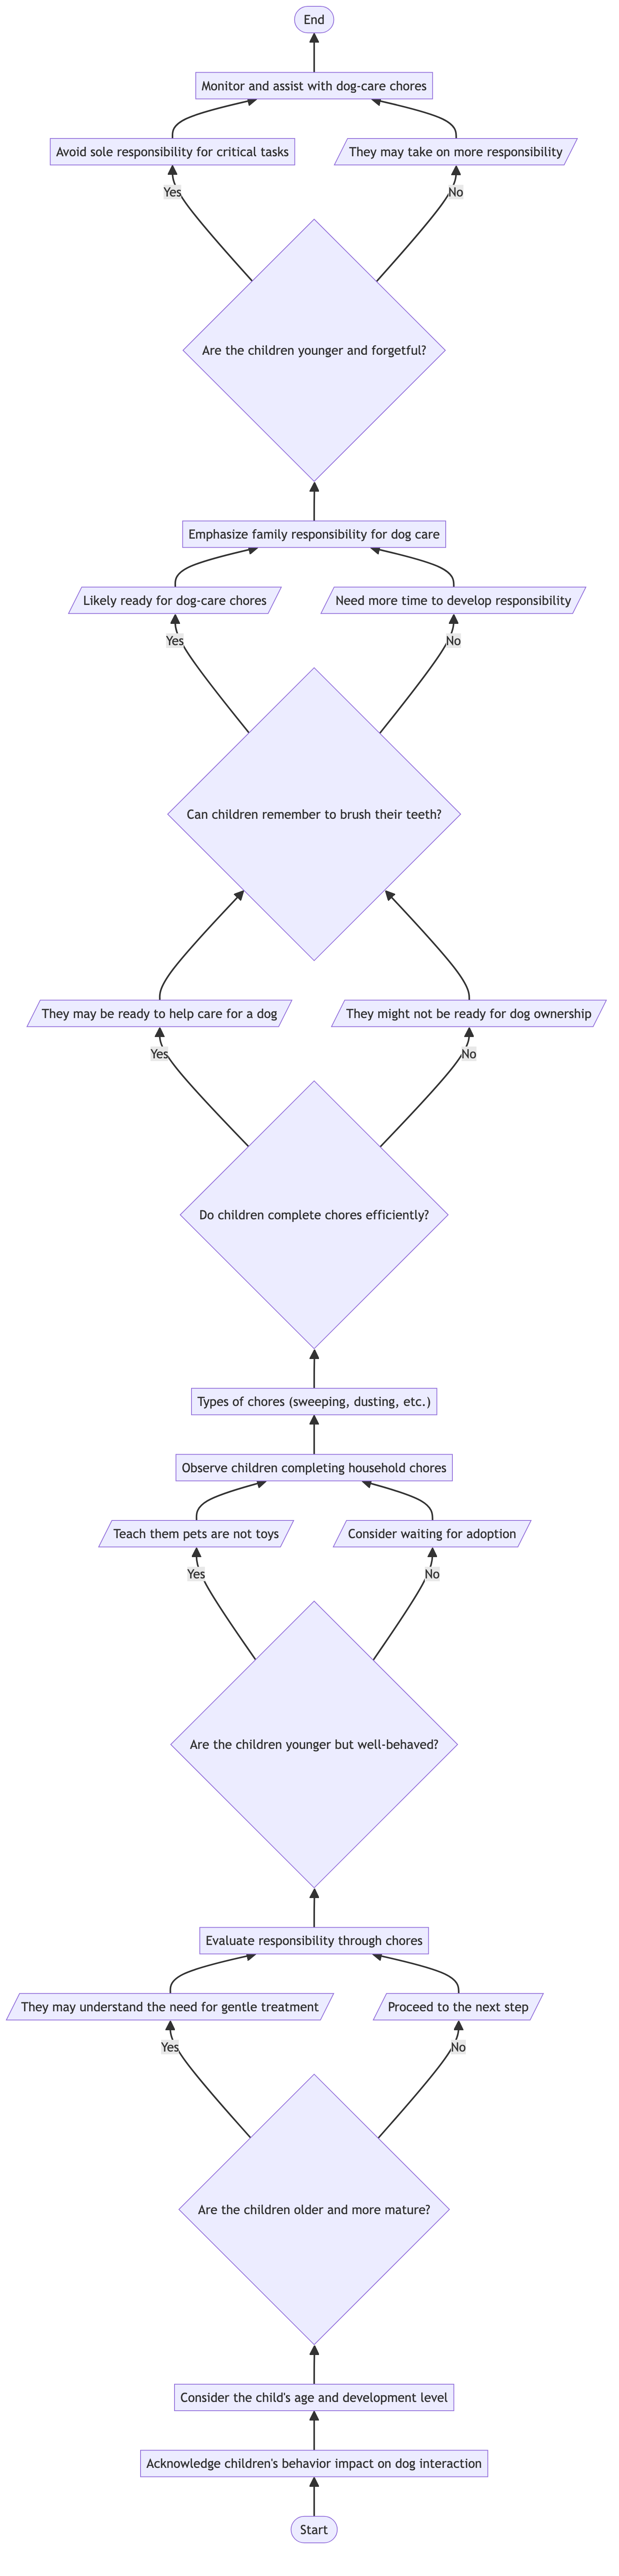 End
Monitor and assist with dog-care chores
Avoid sole responsibility for critical tasks
They may take on more responsibility
Yes
No
Are the children younger and forgetful?
Emphasize family responsibility for dog care
Likely ready for dog-care chores
Need more time to develop responsibility
Yes
No
Can children remember to brush their teeth?
They may be ready to help care for a dog
They might not be ready for dog ownership
Yes
No
Do children complete chores efficiently?
Types of chores (sweeping, dusting, etc.)
Observe children completing household chores
Teach them pets are not toys
Consider waiting for adoption
Yes
No
Are the children younger but well-behaved?
Evaluate responsibility through chores
They may understand the need for gentle treatment
Proceed to the next step
Yes
No
Are the children older and more mature?
Consider the child's age and development level
Acknowledge children's behavior impact on dog interaction
Start